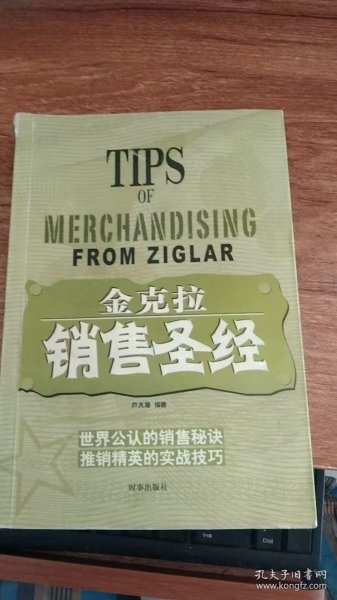 TIPS
OF
MERCHANDISING
FROM ZIGLAR
金克拉
销售圣经
编著
世界公认的销售秘诀
推销精英的实战技巧
时事出版社
孔夫子旧书网
www.kongfz.com